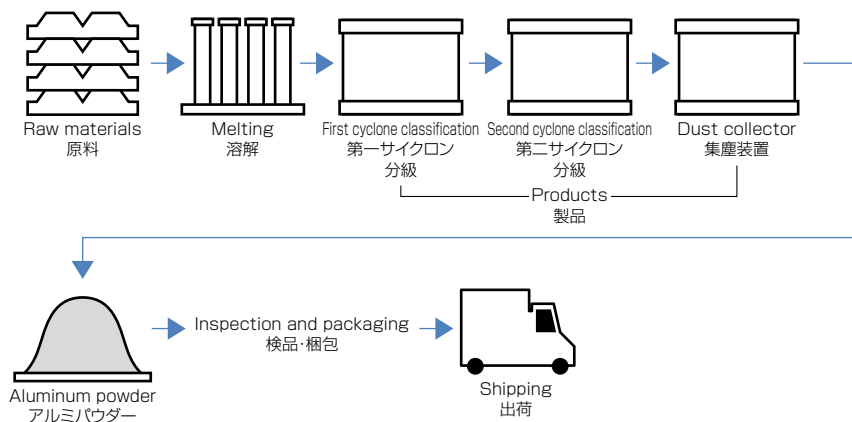 Raw materials
原料
Melting
溶解
First cyclone classification
第一サイクロン
分級
Second cyclone classification
第二サイクロン
分級
Dust collector
集塵装置
Products
製品
Aluminum powder
アルミパウダー
Inspection and packaging
検品・梱包
Shipping
出荷